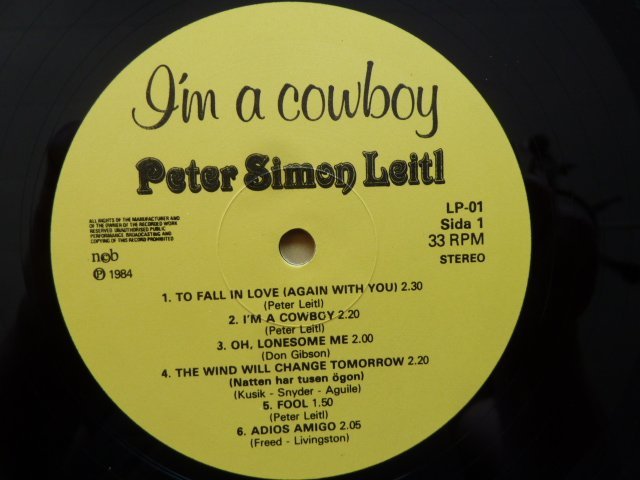 I'm a cowboy
Peter Simon Leitl
ALL RIGHTS OF THE MANUFACTURER AND
OF THE OWNER OF THE RECORDED WORK
RESERVED UNAUTHORISED PUBLIC
PERFORMANCE BROADCASTING AND
COPYING OF THIS RECORD PROHIBITED
ncb
Ⓟ 1984
LP-01
Sida 1
33 RPM
STEREO
1. TO FALL IN LOVE (AGAIN WITH YOU) 2.30
(Peter Leitl)
2. I'M A COWBOY 2.20
(Peter Leitl)
3. OH, LONESOME ME 2.00
(Don Gibson)
4. THE WIND WILL CHANGE TOMORROW 2.20
(Natten har tusen ögon)
(Kusik - Snyder - Aguile)
5. FOOL 1.50
(Peter Leitl)
6. ADIOS AMIGO 2.05
(Freed - Livingston)